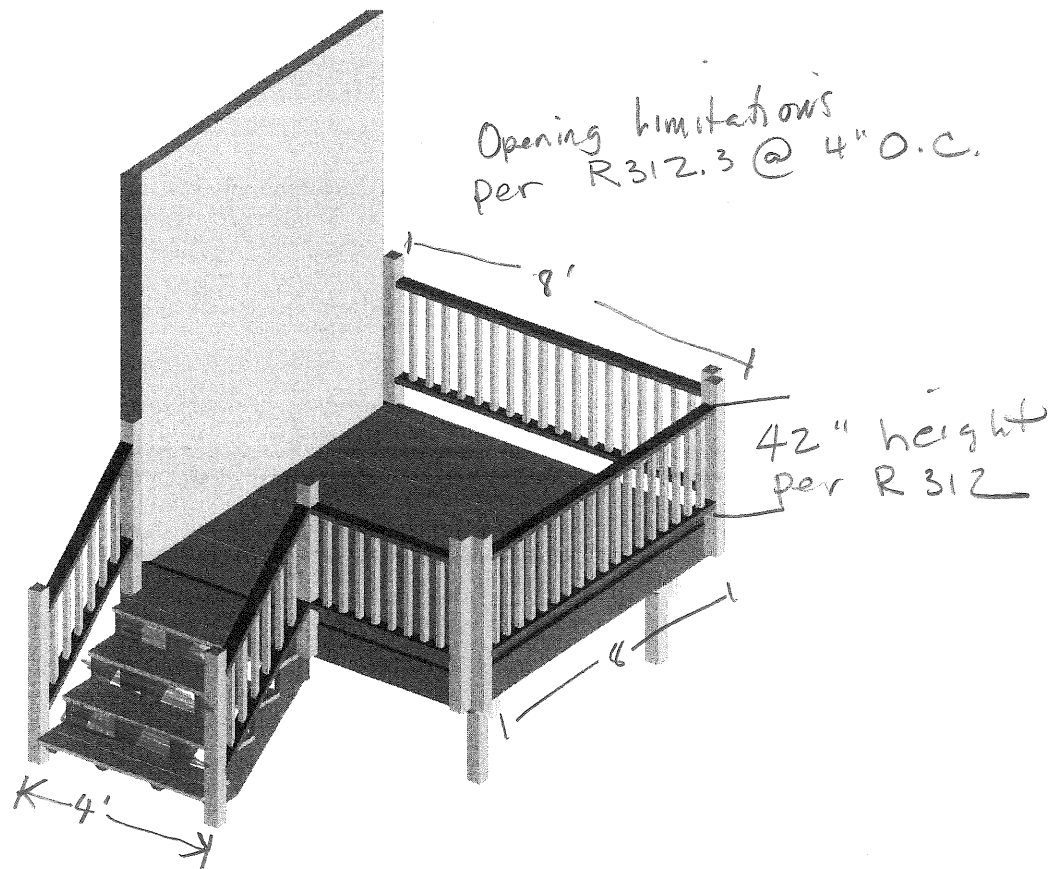 Opening Limitations
per R312.3 @ 4" O.C.
8'
42" height
per R312
8
4'